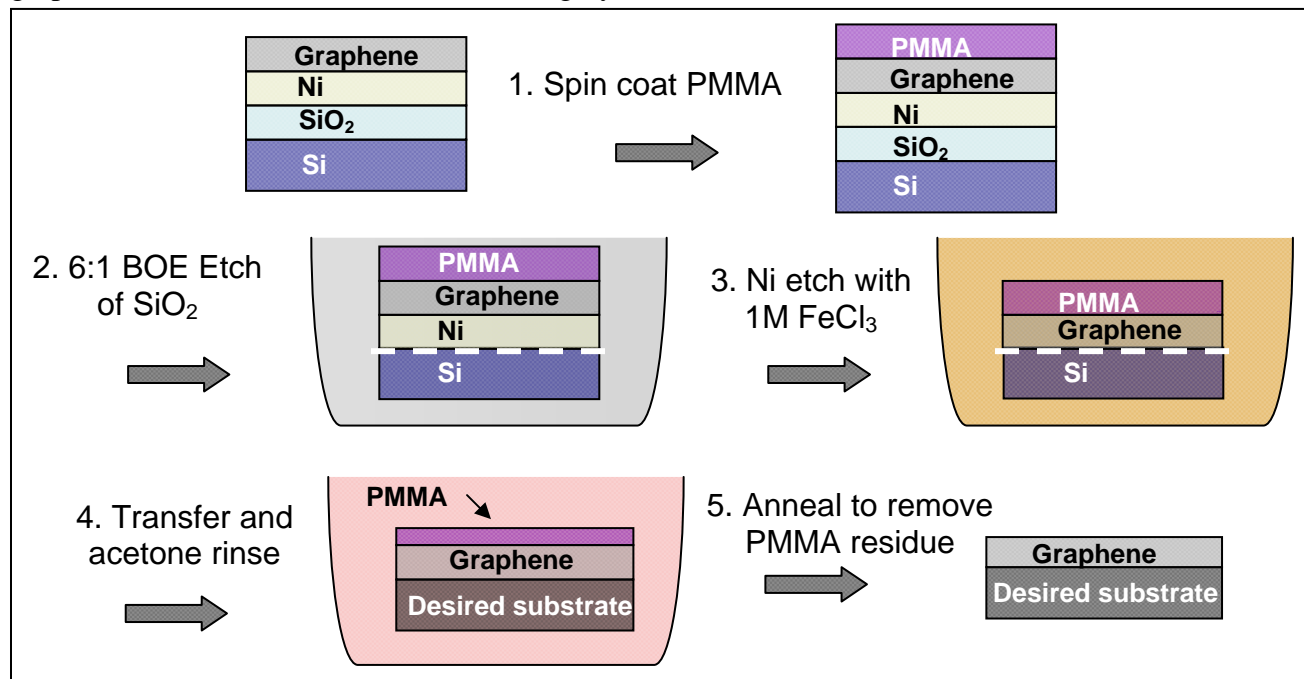 Graphene
Ni
SiO₂
Si
1. Spin coat PMMA
PMMA
Graphene
Ni
SiO₂
Si
2. 6:1 BOE Etch
of SiO₂
PMMA
Graphene
Ni
Si
3. Ni etch with
1M FeCl₃
PMMA
Graphene
Si
4. Transfer and
acetone rinse
PMMA
Graphene
Desired substrate
5. Anneal to remove
PMMA residue
Graphene
Desired substrate